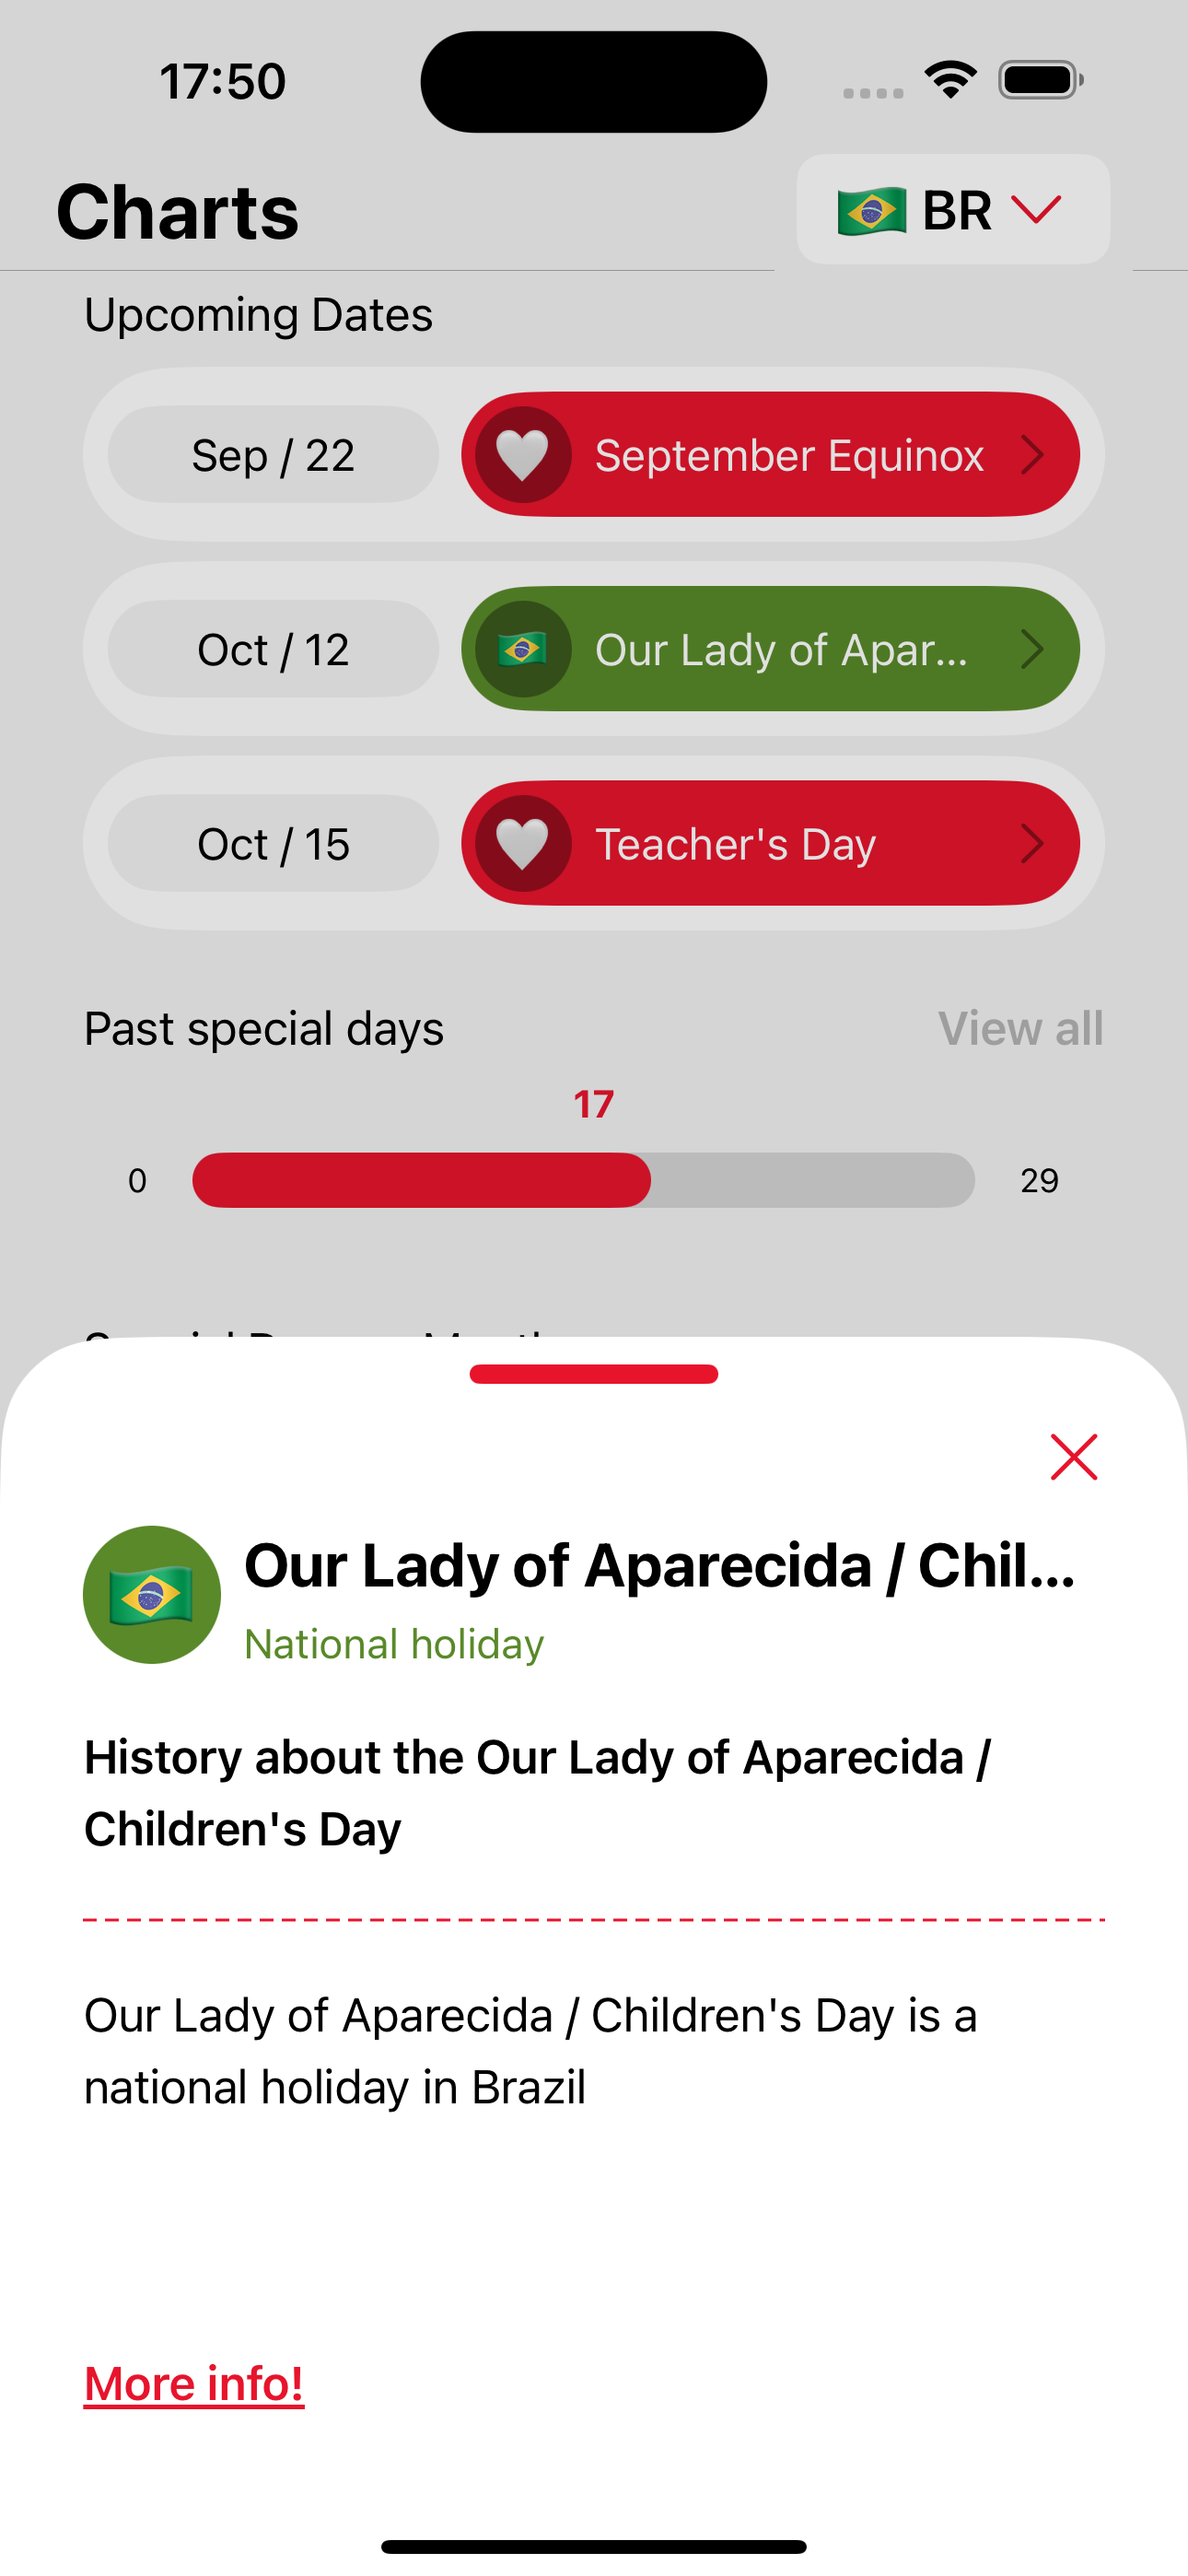 17:50
Charts
BR
Upcoming Dates
Sep / 22
September Equinox
Oct / 12
Our Lady of Apar...
Oct / 15
Teacher's Day
Past special days
View all
17
0
29
Our Lady of Aparecida / Chil...
National holiday
History about the Our Lady of Aparecida /
Children's Day
Our Lady of Aparecida / Children's Day is a
national holiday in Brazil
More info!